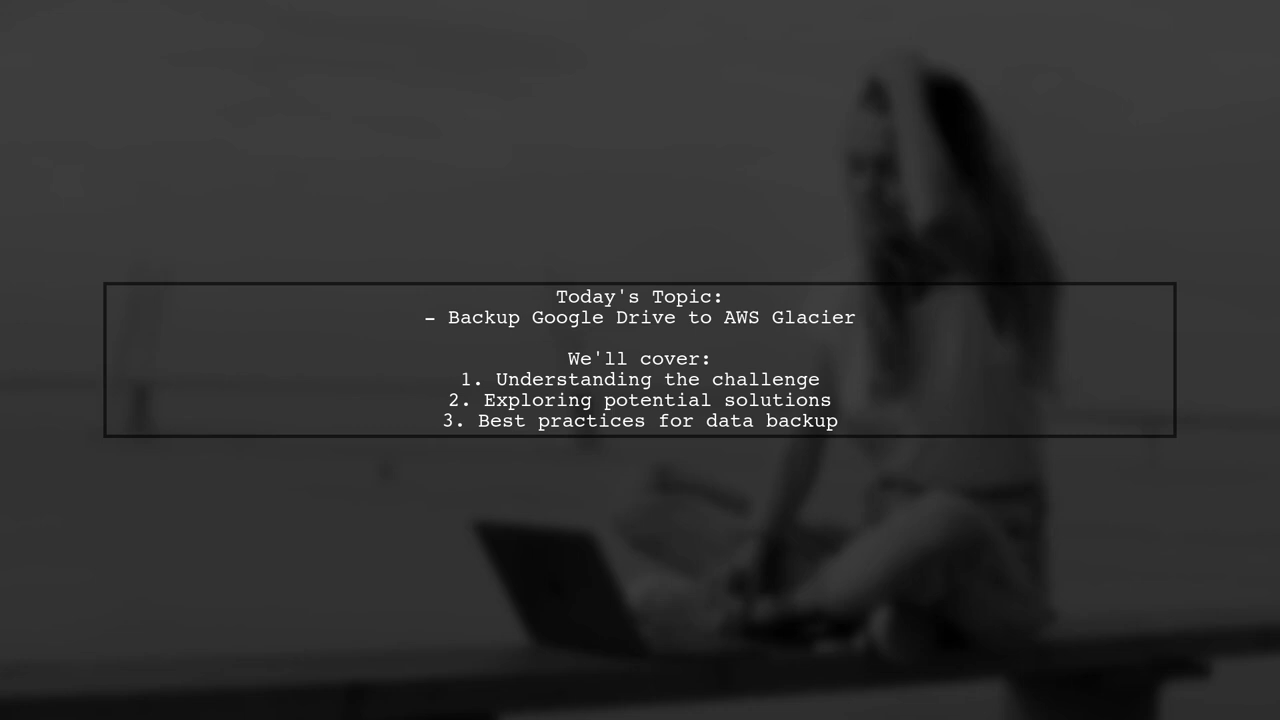 Today's Topic:
– Backup Google Drive to AWS Glacier
We'll cover:
1. Understanding the challenge
2. Exploring potential solutions
3. Best practices for data backup